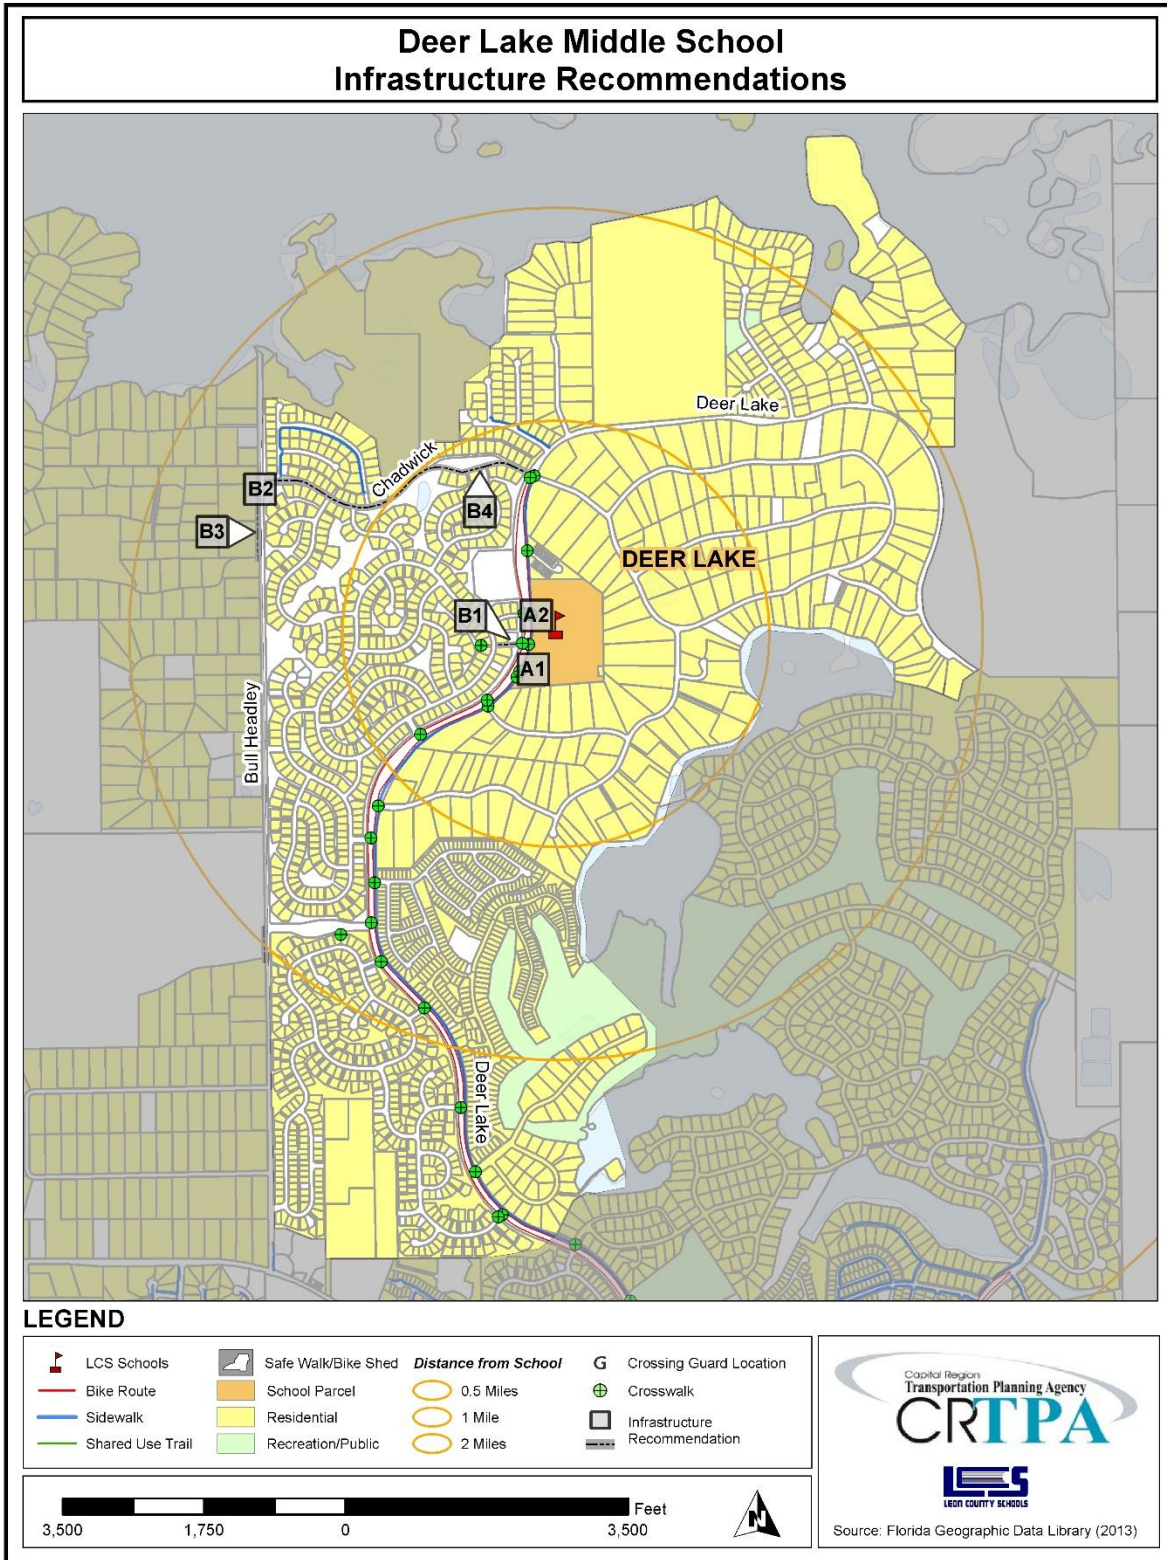 Deer Lake Middle School
Infrastructure Recommendations
Deer Lake
Chadwick
B2
B4
B3
DEER LAKE
B1
A2
A1
Bull Headley
Deer Lake
LEGEND
LCS Schools
Bike Route
Sidewalk
Shared Use Trail
Safe Walk/Bike Shed
School Parcel
Residential
Recreation/Public
Distance from School
0.5 Miles
1 Mile
2 Miles
G Crossing Guard Location
Crosswalk
Infrastructure
Recommendation
Feet
3,500 1,750 0 3,500
N
Capital Region
Transportation Planning Agency
CRTPA
LCS
LEON COUNTY SCHOOLS
Source: Florida Geographic Data Library (2013)